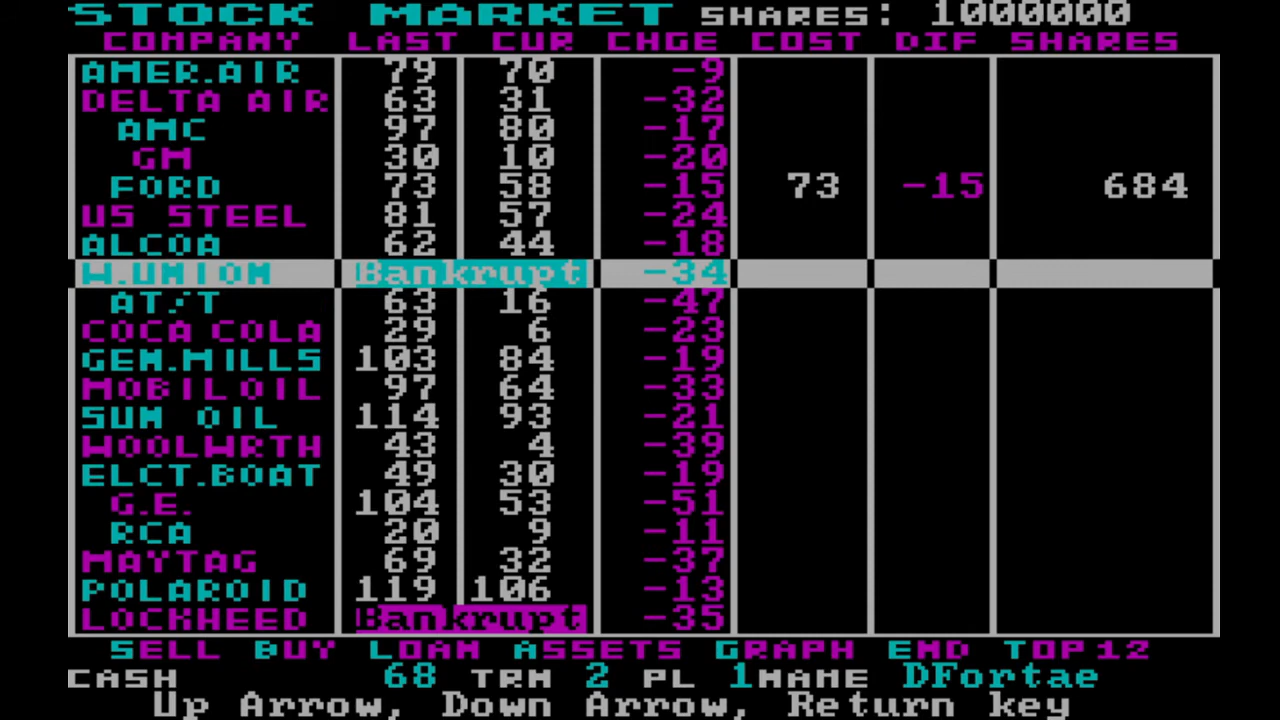 STOCK MARKET SHARES: 1000000
COMPANY LAST CUR CHGE COST DIF SHARES
AMER.AIR 79 70 -9
DELTA AIR 63 31 -32
AMC 97 80 -17
GM 30 10 -20
FORD 73 58 -15 73 -15 684
US STEEL 81 57 -24
ALCOA 62 44 -18
W.UNION Bankrupt -34
AT/T 63 16 -47
COCA COLA 29 6 -23
GEN.MILLS 103 84 -19
MOBIL OIL 97 64 -33
SUN OIL 114 93 -21
WOOLWRTH 43 4 -39
ELCT.BOAT 49 30 -19
G.E. 104 53 -51
RCA 20 9 -11
MAYTAG 69 32 -37
POLAROID 119 106 -13
LOCKHEED Bankrupt -35
SELL BUY LOAN ASSETS GRAPH END TOP12
CASH 68 TRM 2 PL 1NAME DFortae
Up Arrow, Down Arrow, Return key